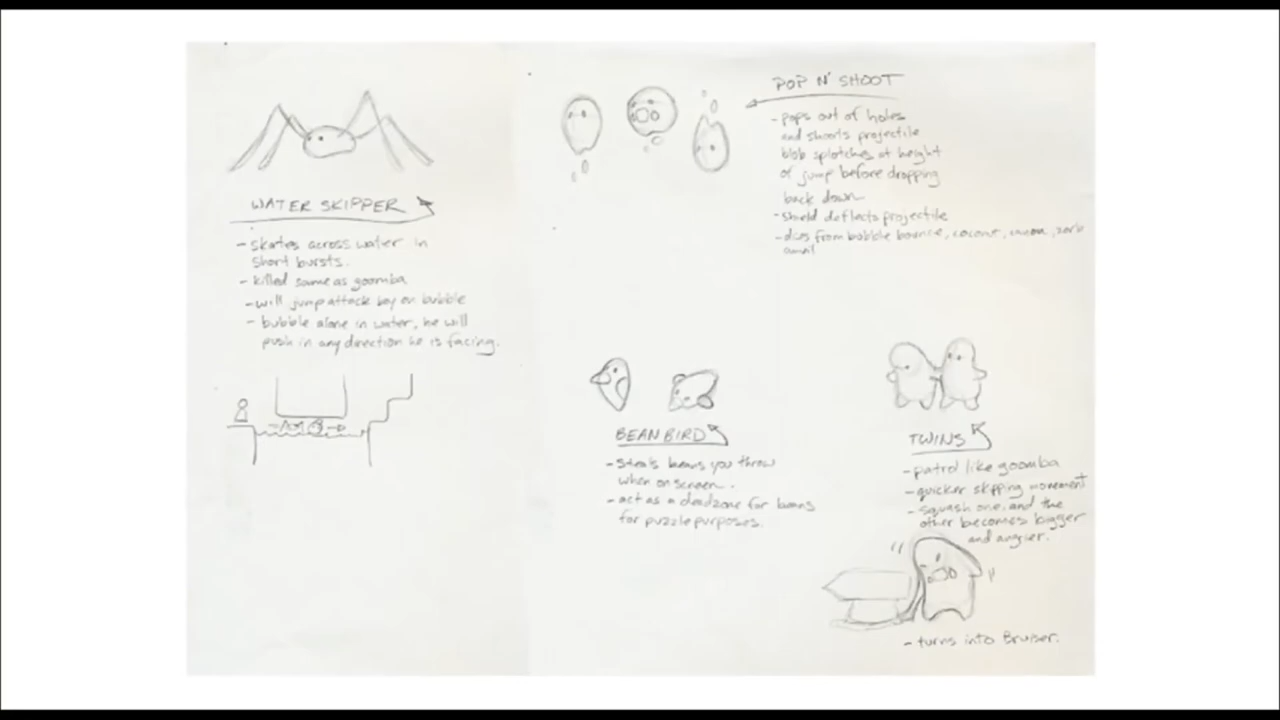 WATER SKIPPER
- skates across water in
short bursts.
- killed same as goomba
- will jump attack boy on bubble
- bubble alone in water, he will
push in any direction he is facing.
POP N' SHOOT
- pops out of holes
and shoots projectile
blob splotches at height
of jump before dropping
back down
- shield deflects projectile
- dies from bubble bounce, coconut,
anvil
BEAN BIRD
- steals beans you throw
when on screen.
- act as a deadzone for beans
for puzzle purposes.
TWINS
- patrol like goomba
- quicker skipping movement
- squash one, and the
other becomes bigger
and angrier.
- turns into Bruiser.